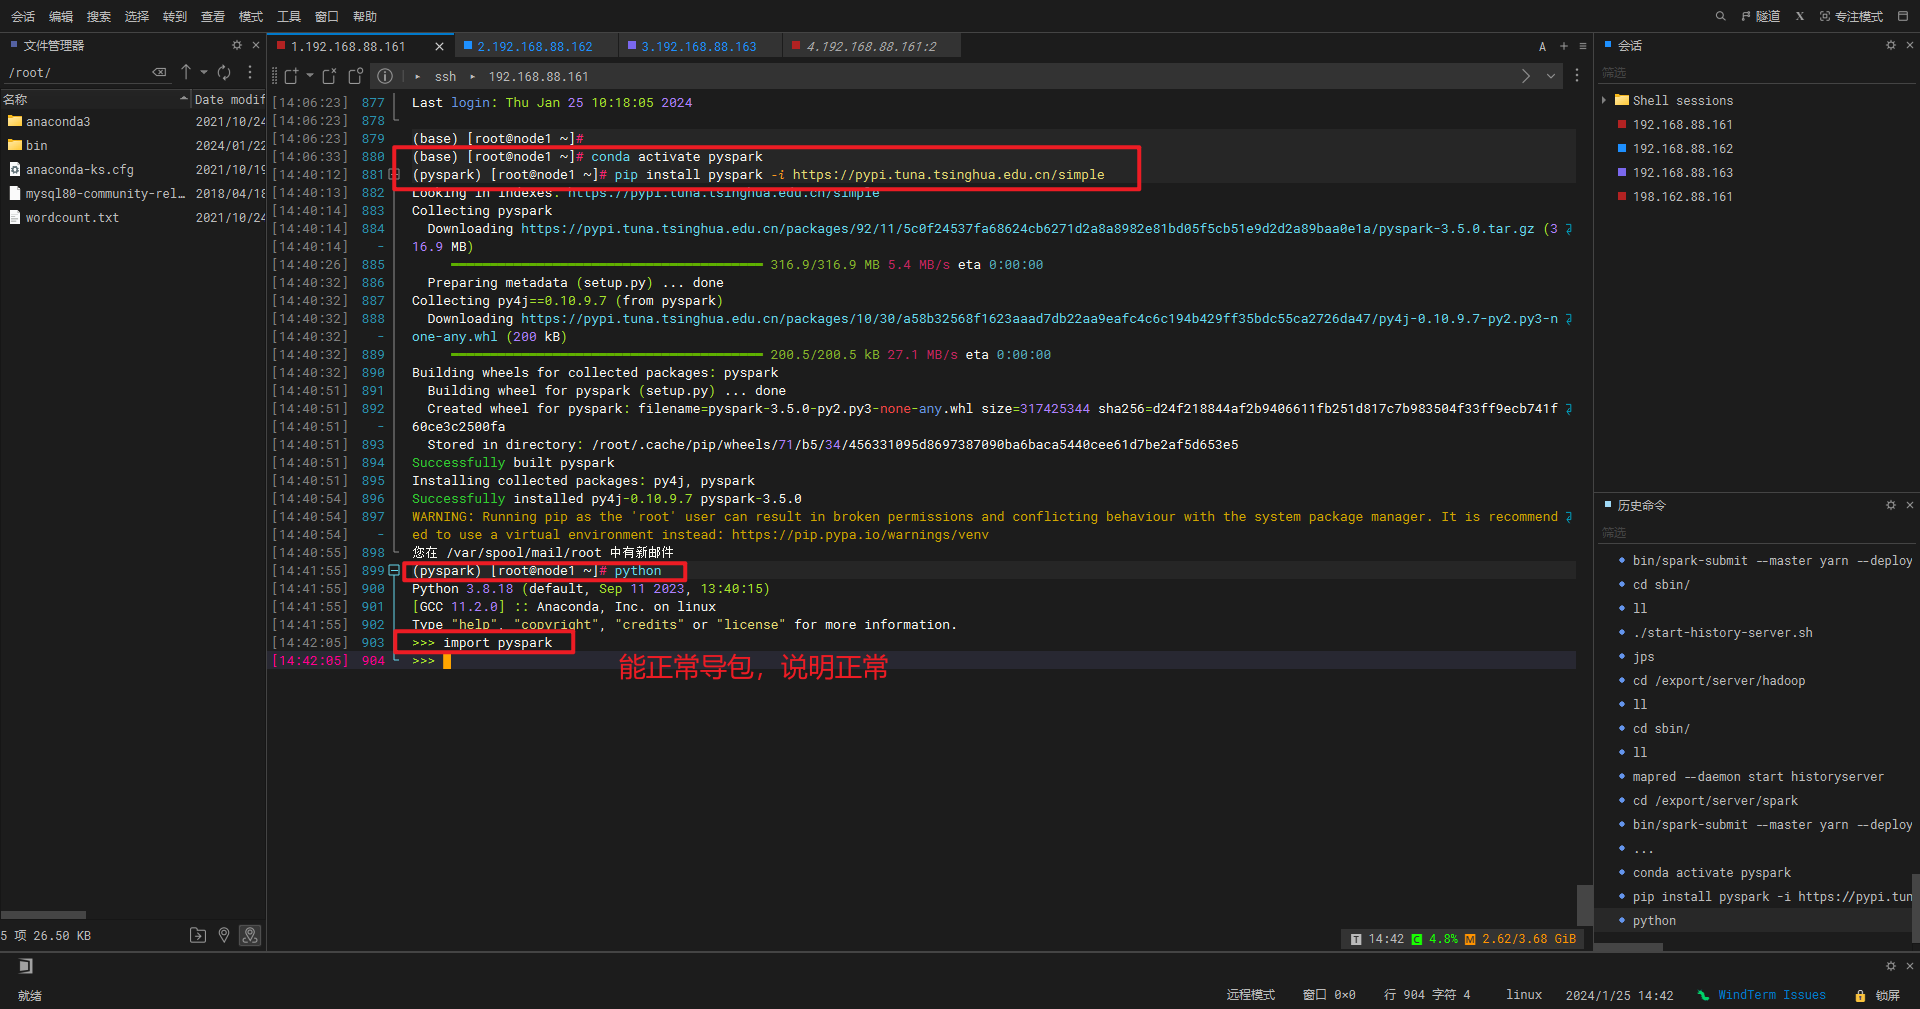 会话 编辑 搜索 选择 转到 查看 模式 工具 窗口 帮助
隧道 X 专注模式
文件管理器
/root/
名称 Date modif
anaconda3 2021/10/24
bin 2024/01/22
anaconda-ks.cfg 2021/10/24
mysql80-community-rel... 2018/04/18
wordcount.txt 2021/10/24
5 项 26.50 KB
1.192.168.88.161
2.192.168.88.162
3.192.168.88.163
4.192.168.88.161:2
A
ssh 192.168.88.161
[14:06:23] 877 Last login: Thu Jan 25 10:18:05 2024
[14:06:23] 878
[14:06:23] 879 (base) [root@node1 ~]#
[14:06:33] 880 (base) [root@node1 ~]# conda activate pyspark
[14:40:12] 881 (pyspark) [root@node1 ~]# pip install pyspark -i https://pypi.tuna.tsinghua.edu.cn/simple
[14:40:13] 882 Looking in indexes: https://pypi.tuna.tsinghua.edu.cn/simple
[14:40:14] 883 Collecting pyspark
[14:40:14] 884 Downloading https://pypi.tuna.tsinghua.edu.cn/packages/92/11/5c0f24537fa68624cb6271d2a8a8982e81bd05f5cb51e9d2d2a89baa0e1a/pyspark-3.5.0.tar.gz (3
[14:40:14] - 16.9 MB)
[14:40:26] 885 316.9/316.9 MB 5.4 MB/s eta 0:00:00
[14:40:32] 886 Preparing metadata (setup.py) ... done
[14:40:32] 887 Collecting py4j==0.10.9.7 (from pyspark)
[14:40:32] 888 Downloading https://pypi.tuna.tsinghua.edu.cn/packages/10/30/a58b32568f1623aaad7db22aa9eafc4c6c194b429ff35bdc55ca2726da47/py4j-0.10.9.7-py2.py3-n
[14:40:32] - one-any.whl (200 kB)
[14:40:32] 889 200.5/200.5 kB 27.1 MB/s eta 0:00:00
[14:40:32] 890 Building wheels for collected packages: pyspark
[14:40:51] 891 Building wheel for pyspark (setup.py) ... done
[14:40:51] 892 Created wheel for pyspark: filename=pyspark-3.5.0-py2.py3-none-any.whl size=317425344 sha256=d24f218844af2b9406611fb251d817c7b983504f33ff9ecb741f
[14:40:51] - 60ce3c2500fa
[14:40:51] 893 Stored in directory: /root/.cache/pip/wheels/71/b5/34/456331095d8697387090ba6baca5440cee61d7be2af5d653e5
[14:40:51] 894 Successfully built pyspark
[14:40:51] 895 Installing collected packages: py4j, pyspark
[14:40:54] 896 Successfully installed py4j-0.10.9.7 pyspark-3.5.0
[14:40:54] 897 WARNING: Running pip as the 'root' user can result in broken permissions and conflicting behaviour with the system package manager. It is recommend
[14:40:54] - ed to use a virtual environment instead: https://pip.pypa.io/warnings/venv
[14:40:55] 898 您在 /var/spool/mail/root 中有新邮件
[14:41:55] 899 (pyspark) [root@node1 ~]# python
[14:41:55] 900 Python 3.8.18 (default, Sep 11 2023, 13:40:15)
[14:41:55] 901 [GCC 11.2.0] :: Anaconda, Inc. on linux
[14:41:55] 902 Type "help", "copyright", "credits" or "license" for more information.
[14:42:05] 903 >>> import pyspark
[14:42:05] 904 >>>
能正常导包，说明正常
T 14:42 C 4.8% M 2.62/3.68 GiB
会话
筛选
Shell sessions
192.168.88.161
192.168.88.162
192.168.88.163
198.162.88.161
历史命令
筛选
bin/spark-submit --master yarn --deploy
cd sbin/
ll
./start-history-server.sh
jps
cd /export/server/hadoop
ll
cd sbin/
ll
mapred --daemon start historyserver
cd /export/server/spark
bin/spark-submit --master yarn --deploy
...
conda activate pyspark
pip install pyspark -i https://pypi.tun
python
就绪
远程模式 窗口 0×0 行 904 字符 4 linux 2024/1/25 14:42 WindTerm Issues 锁屏